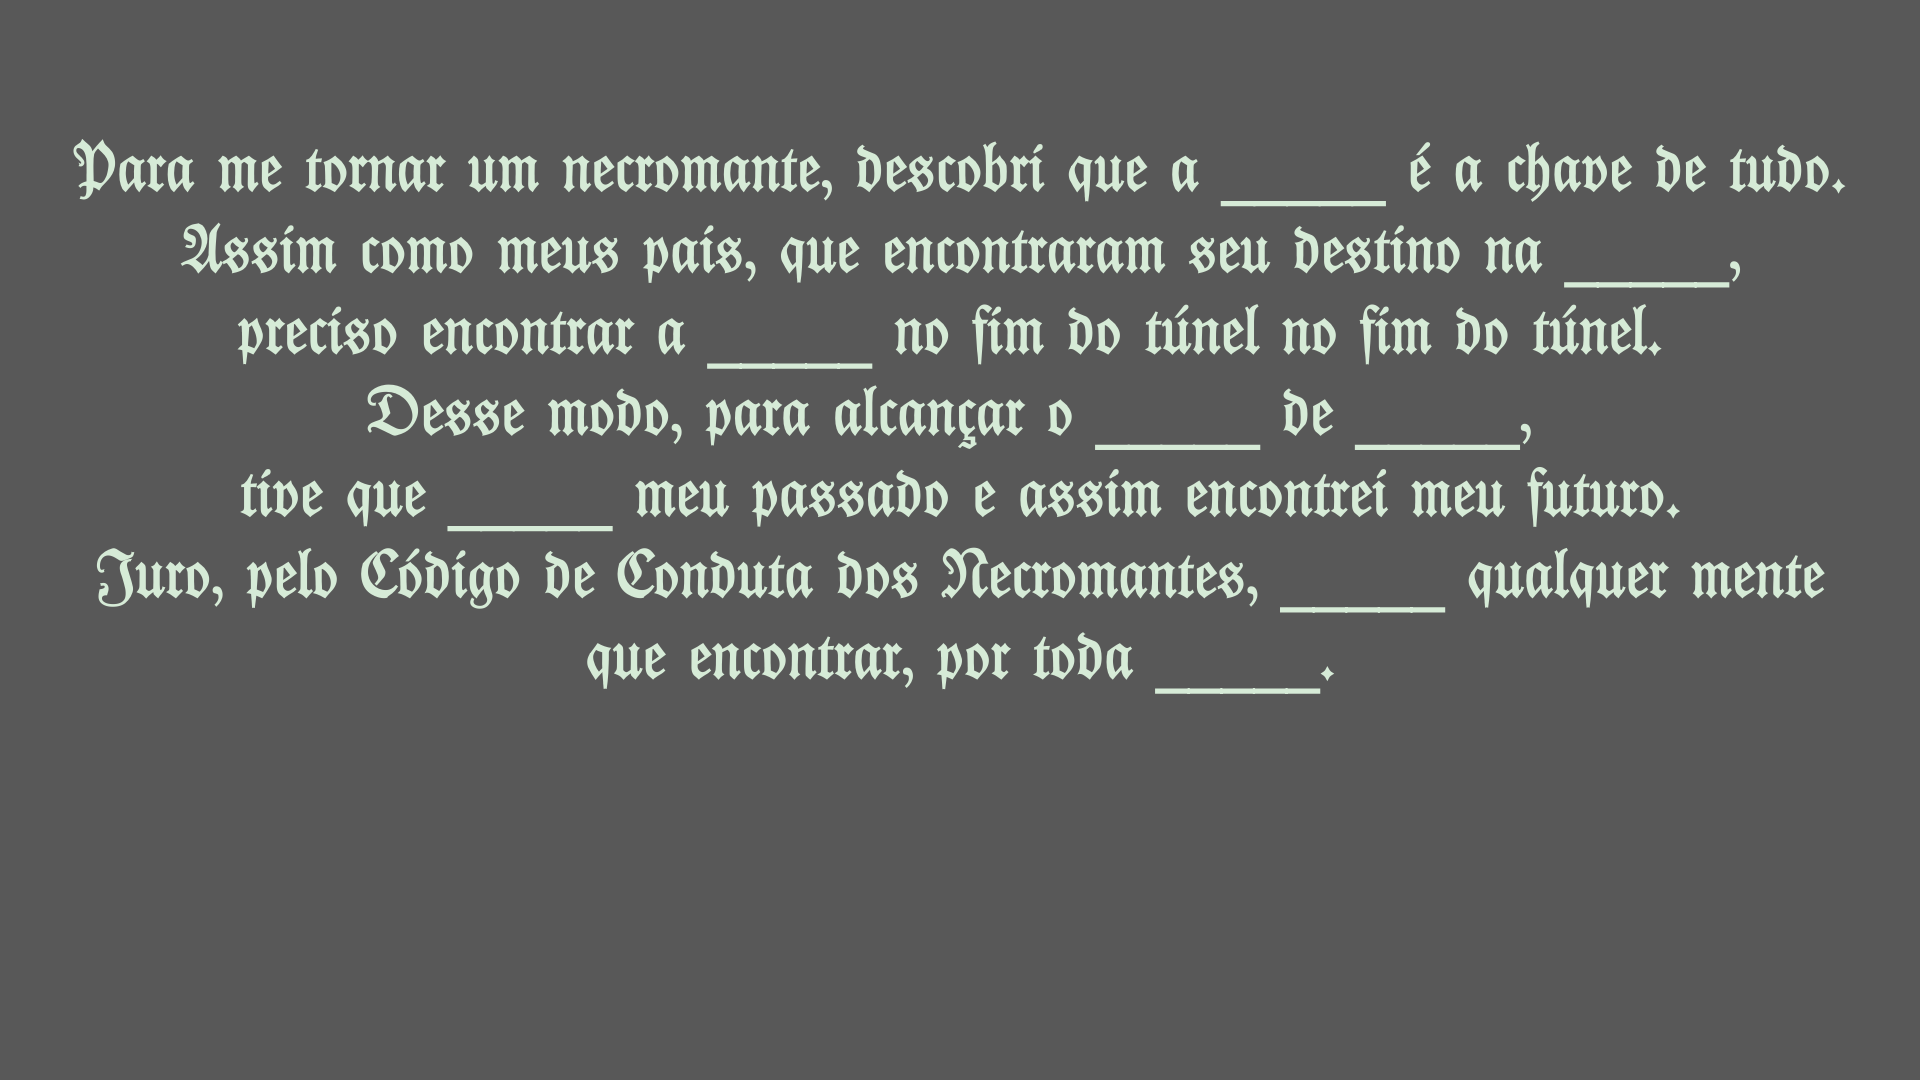 Para me tornar um necromante, descobri que a _____ é a chave de tudo.
Assim como meus pais, que encontraram seu destino na _____,
preciso encontrar a _____ no fim do túnel no fim do túnel.
Desse modo, para alcançar o _____ de _____,
tive que _____ meu passado e assim encontrei meu futuro.
Juro, pelo Código de Conduta dos Necromantes, _____ qualquer mente
que encontrar, por toda _____.